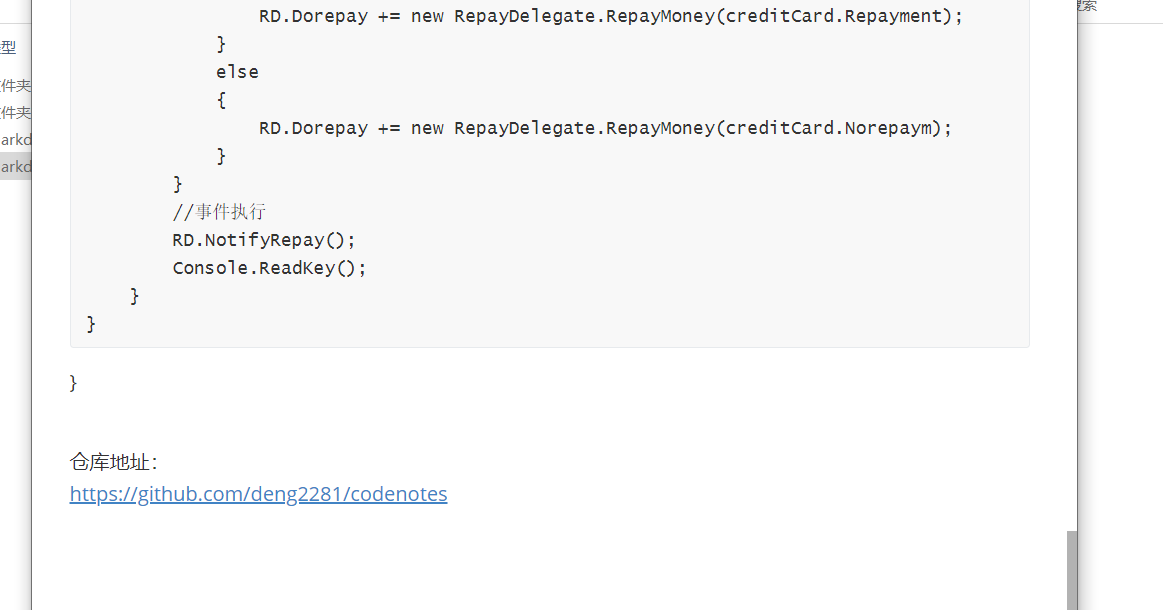 RD.Dorepay += new RepayDelegate.RepayMoney(creditCard.Repayment);
}
else
{
RD.Dorepay += new RepayDelegate.RepayMoney(creditCard.Norepaym);
}
}
//事件执行
RD.NotifyRepay();
Console.ReadKey();
}
}
}
仓库地址：
https://github.com/deng2281/codenotes
型
件夹
件夹
arkd
arkd
搜索